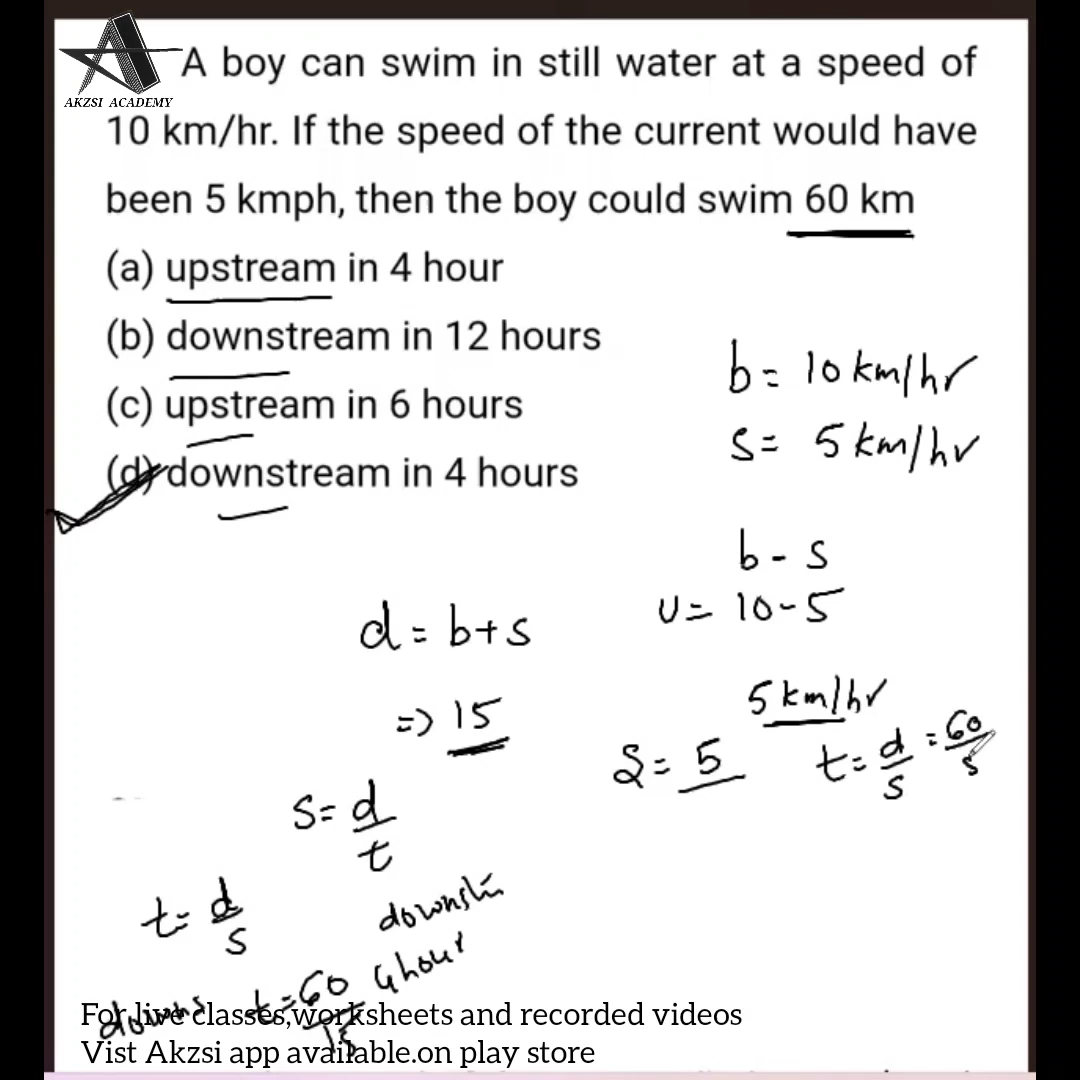 AKZSI ACADEMY
A boy can swim in still water at a speed of
10 km/hr. If the speed of the current would have
been 5 kmph, then the boy could swim 60 km
(a) upstream in 4 hour
(b) downstream in 12 hours
(c) upstream in 6 hours
(d) downstream in 4 hours
b = 10 km/hr
s = 5 km/hr
b - s
u = 10 - 5
5 km/hr
d = b + s
=> 15
S = 5
t = d/s = 60/5
s = d/t
t = d/s
downs t = 60/15 4 hour
For live classes,worksheets and recorded videos
Vist Akzsi app available.on play store